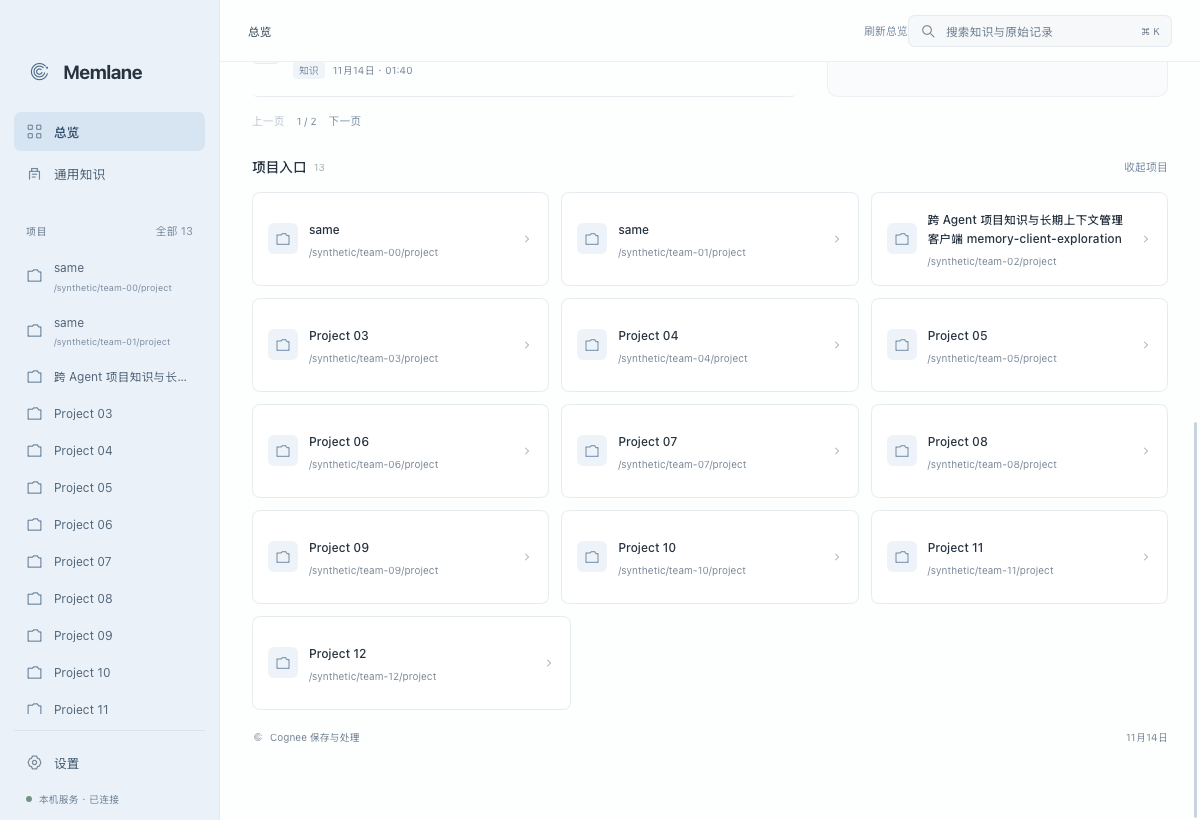 Memlane
总览
通用知识
项目
全部 13
same
/synthetic/team-00/project
same
/synthetic/team-01/project
跨 Agent 项目知识与长...
Project 03
Project 04
Project 05
Project 06
Project 07
Project 08
Project 09
Project 10
Project 11
设置
本机服务 · 已连接
总览
刷新总览
搜索知识与原始记录
⌘ K
知识
11月14日 · 01:40
上一页
1 / 2
下一页
项目入口 13
收起项目
same
/synthetic/team-00/project
same
/synthetic/team-01/project
跨 Agent 项目知识与长期上下文管理
客户端 memory-client-exploration
/synthetic/team-02/project
Project 03
/synthetic/team-03/project
Project 04
/synthetic/team-04/project
Project 05
/synthetic/team-05/project
Project 06
/synthetic/team-06/project
Project 07
/synthetic/team-07/project
Project 08
/synthetic/team-08/project
Project 09
/synthetic/team-09/project
Project 10
/synthetic/team-10/project
Project 11
/synthetic/team-11/project
Project 12
/synthetic/team-12/project
Cognee 保存与处理
11月14日